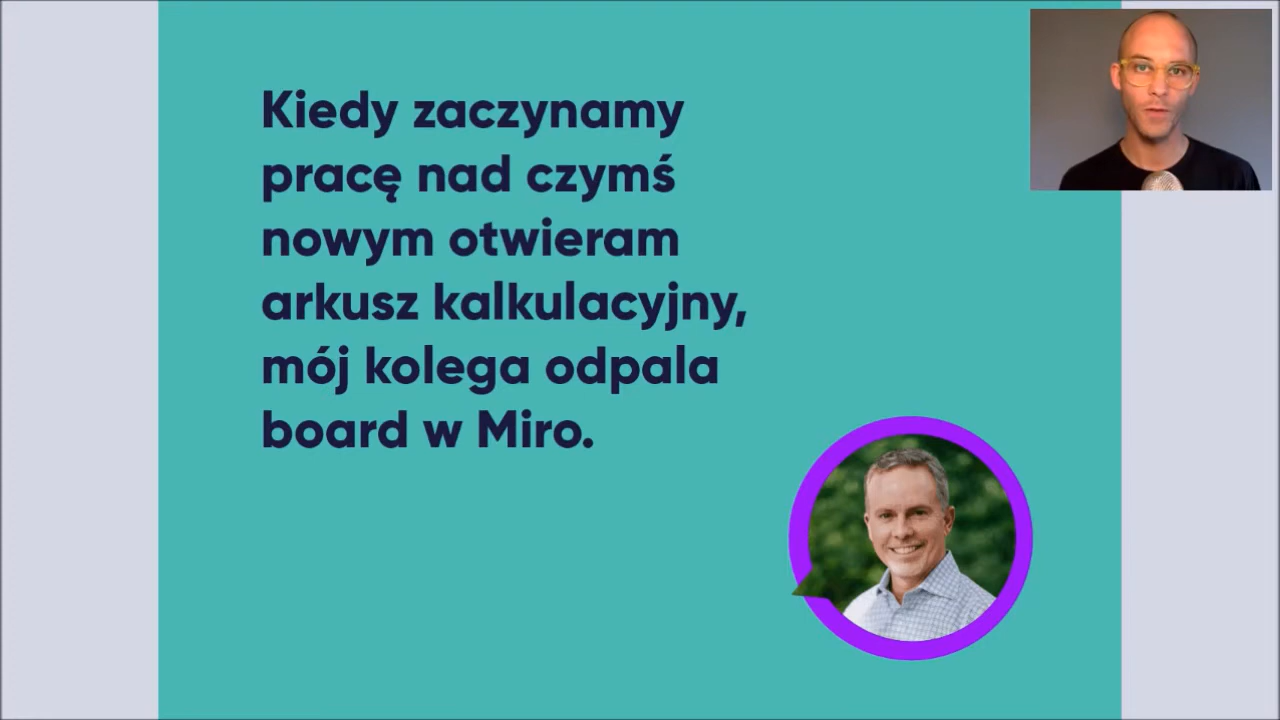 Kiedy zaczynamy
pracę nad czymś
nowym otwieram
arkusz kalkulacyjny,
mój kolega odpala
board w Miro.